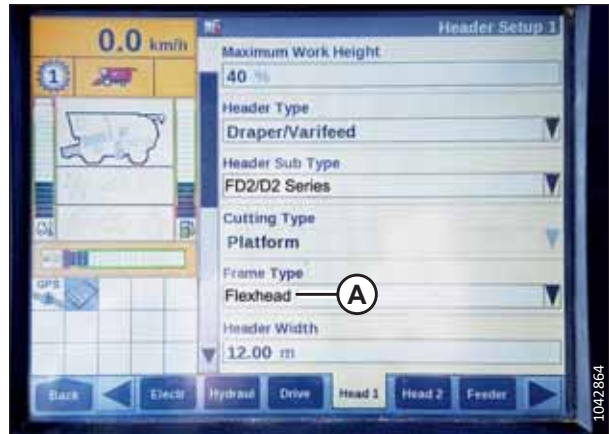 0.0 km/h
Header Setup 1
Maximum Work Height
40 %
1
Header Type
Draper/Varifeed
Header Sub Type
FD2/D2 Series
Cutting Type
Platform
Frame Type
Flexhead
A
GPS
Header Width
12.00 m
Back
Electr
Hydraul
Drive
Head 1
Head 2
Feeder
1042864